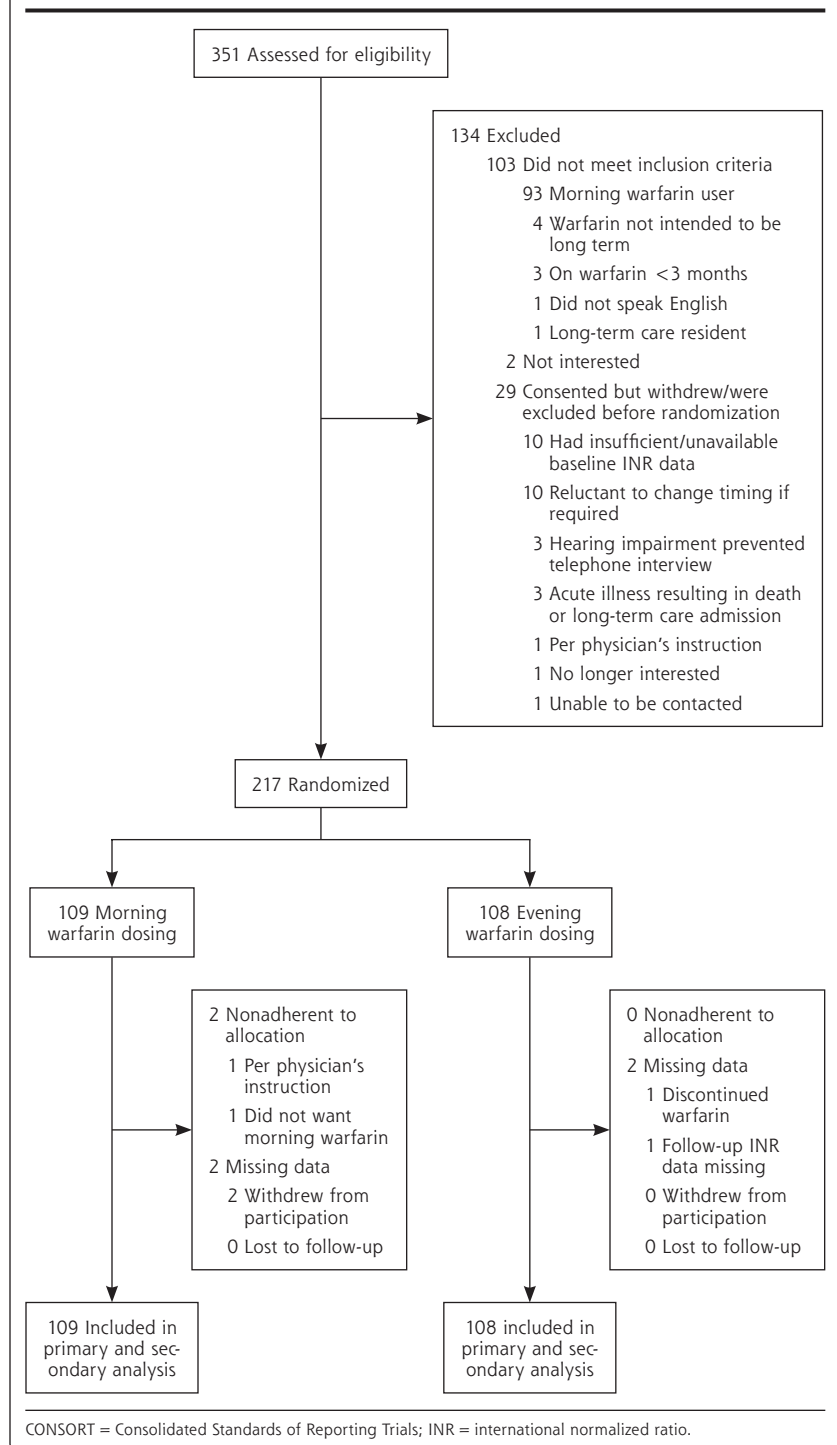 351 Assessed for eligibility
134 Excluded
103 Did not meet inclusion criteria
93 Morning warfarin user
4 Warfarin not intended to be
long term
3 On warfarin <3 months
1 Did not speak English
1 Long-term care resident
2 Not interested
29 Consented but withdrew/were
excluded before randomization
10 Had insufficient/unavailable
baseline INR data
10 Reluctant to change timing if
required
3 Hearing impairment prevented
telephone interview
3 Acute illness resulting in death
or long-term care admission
1 Per physician's instruction
1 No longer interested
1 Unable to be contacted
217 Randomized
109 Morning
warfarin dosing
108 Evening
warfarin dosing
2 Nonadherent to
allocation
1 Per physician's
instruction
1 Did not want
morning warfarin
2 Missing data
2 Withdrew from
participation
0 Lost to follow-up
0 Nonadherent to
allocation
2 Missing data
1 Discontinued
warfarin
1 Follow-up INR
data missing
0 Withdrew from
participation
0 Lost to follow-up
109 Included in
primary and sec-
ondary analysis
108 included in
primary and sec-
ondary analysis
CONSORT = Consolidated Standards of Reporting Trials; INR = international normalized ratio.